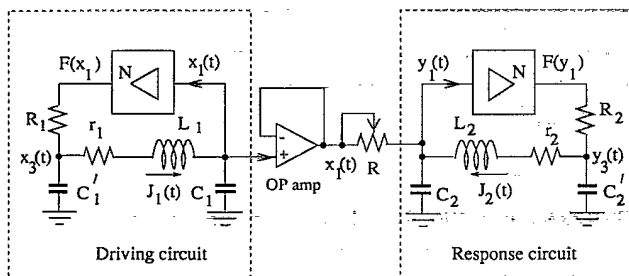 F(x₁) N x₁(t)
y₁(t) N F(y₁)
R₁ r₁ L₁
L₂ r₂ R₂
x₃(t) - + x₁(t) R y₃(t)
C₁' J₁(t) C₁ OP amp C₂ J₂(t) C₂'
Driving circuit
Response circuit